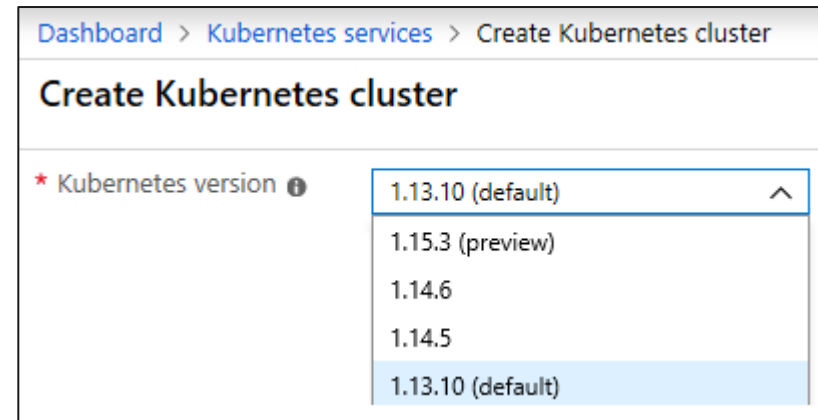 Dashboard > Kubernetes services > Create Kubernetes cluster
Create Kubernetes cluster
* Kubernetes version
1.13.10 (default)
1.15.3 (preview)
1.14.6
1.14.5
1.13.10 (default)